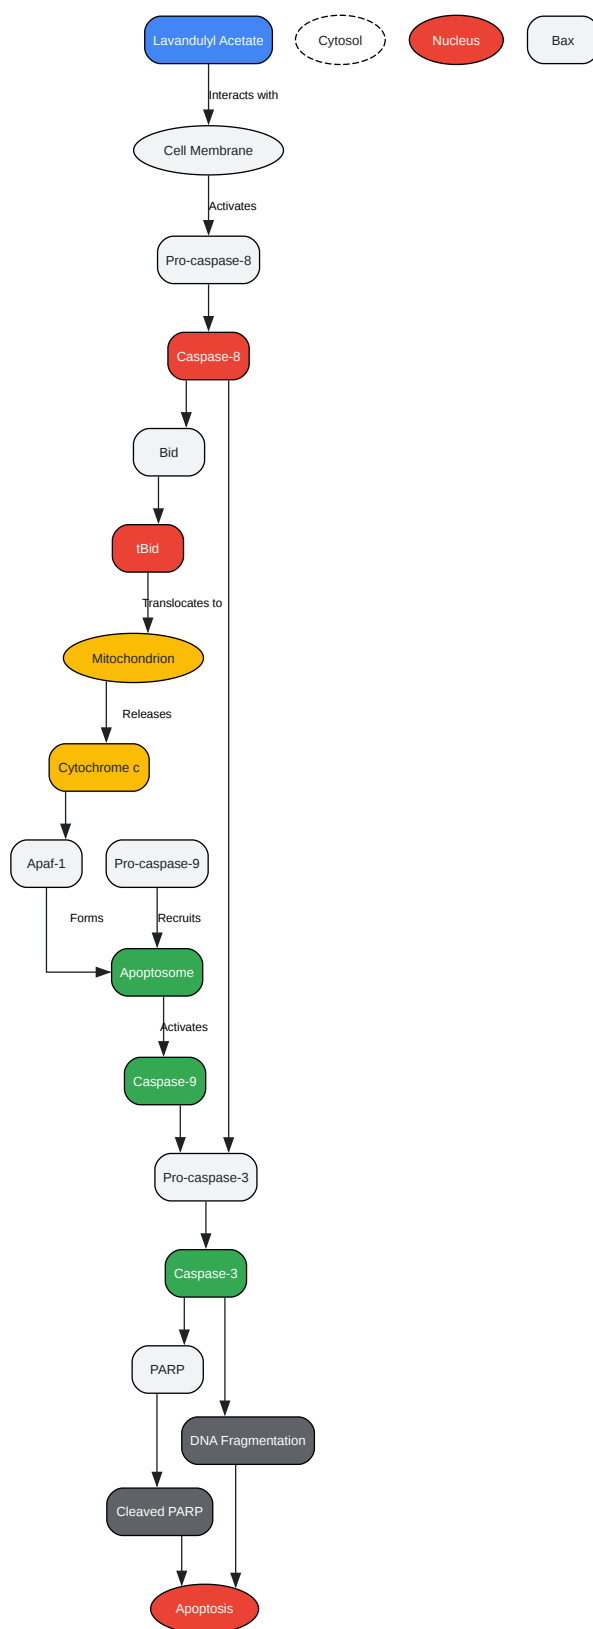 Lavandulyl Acetate
Cytosol
Nucleus
Bax
Interacts with
Cell Membrane
Activates
Pro-caspase-8
Caspase-8
Bid
tBid
Translocates to
Mitochondrion
Releases
Cytochrome c
Apaf-1
Pro-caspase-9
Forms
Recruits
Apoptosome
Activates
Caspase-9
Pro-caspase-3
Caspase-3
PARP
DNA Fragmentation
Cleaved PARP
Apoptosis